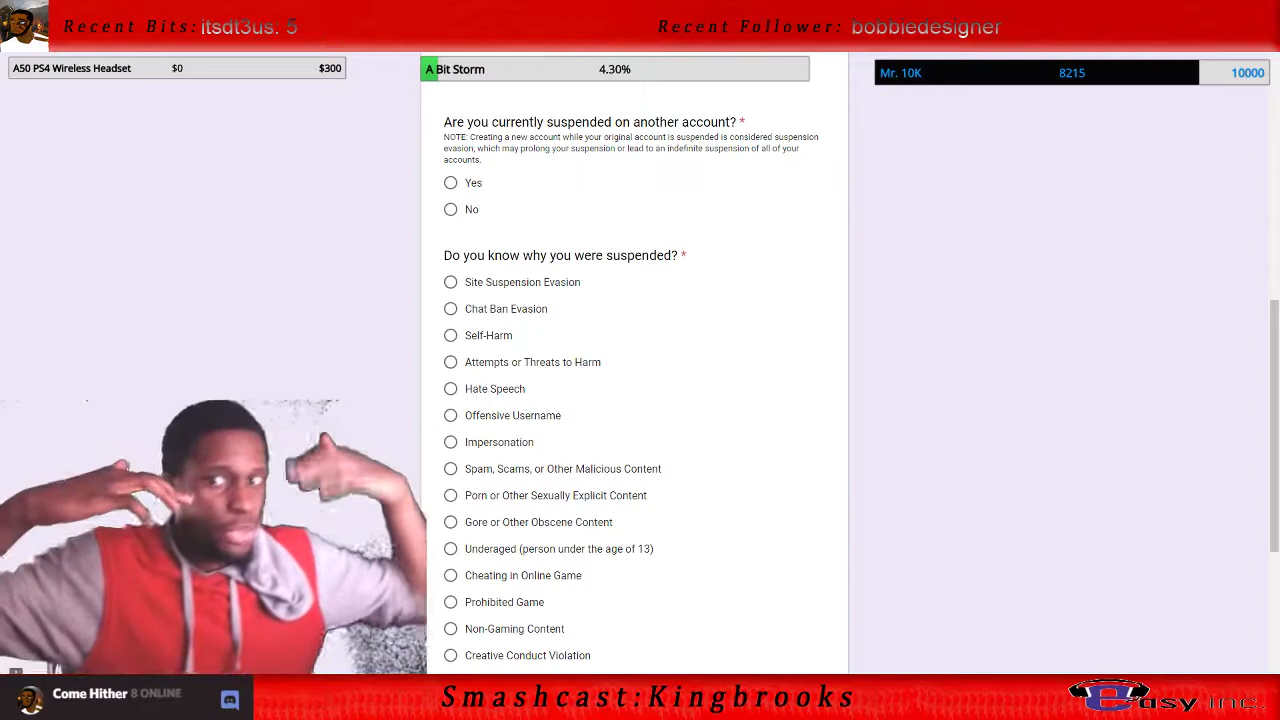 Recent Bits: itsdt3us: 5
Recent Follower: bobbiedesigner
A50 PS4 Wireless Headset $0 $300
A Bit Storm 4.30%
Mr. 10K 8215 10000
Are you currently suspended on another account? *
NOTE: Creating a new account while your original account is suspended is considered suspension
evasion, which may prolong your suspension or lead to an indefinite suspension of all of your
accounts.
Yes
No
Do you know why you were suspended? *
Site Suspension Evasion
Chat Ban Evasion
Self-Harm
Attempts or Threats to Harm
Hate Speech
Offensive Username
Impersonation
Spam, Scams, or Other Malicious Content
Porn or Other Sexually Explicit Content
Gore or Other Obscene Content
Underaged (person under the age of 13)
Cheating in Online Game
Prohibited Game
Non-Gaming Content
Creative Conduct Violation
Come Hither 8 ONLINE
Smashcast:Kingbrooks
easy inc.